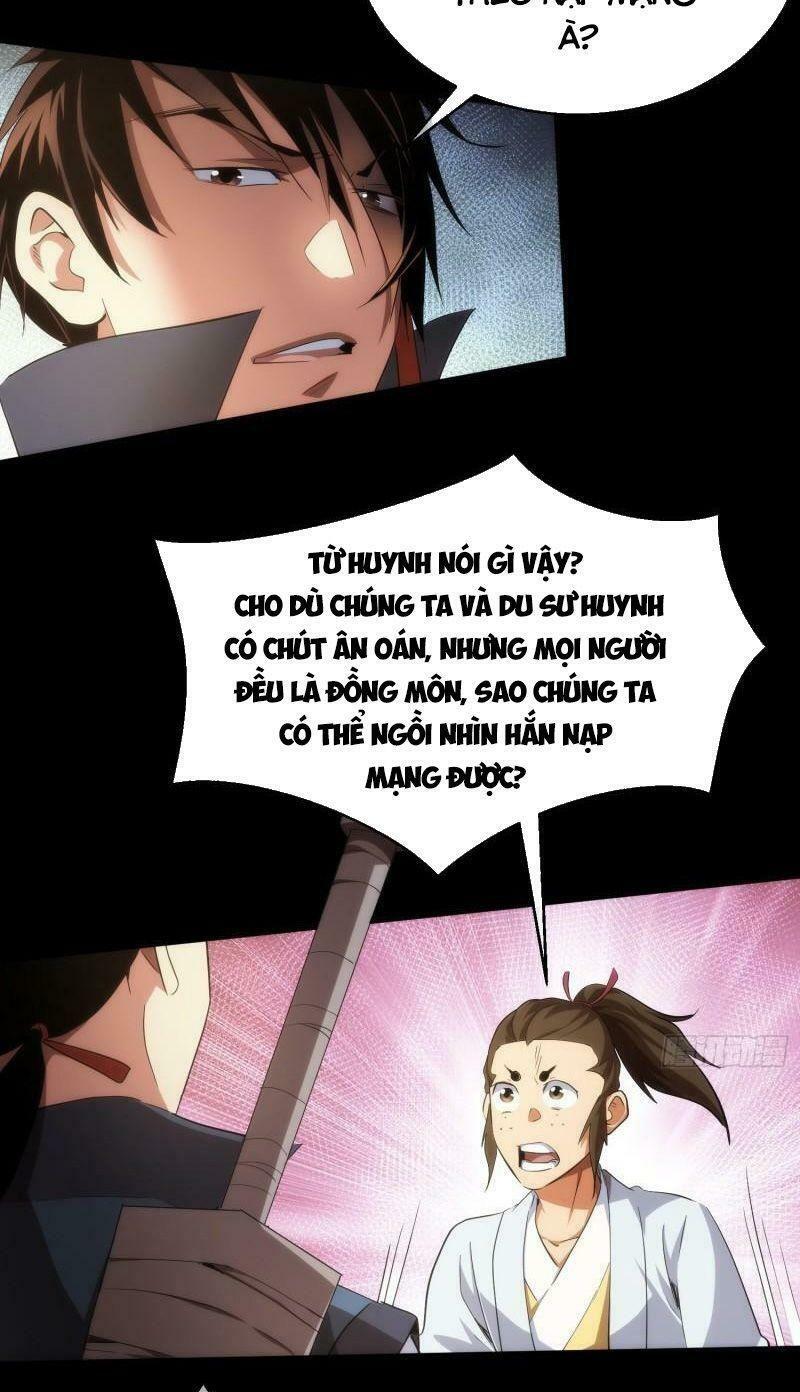 À?
TỪ HUYNH NÓI GÌ VẬY?
CHO DÙ CHÚNG TA VÀ DU SƯ HUYNH
CÓ CHÚT ÂN OÁN, NHƯNG MỌI NGƯỜI
ĐỀU LÀ ĐỒNG MÔN, SAO CHÚNG TA
CÓ THỂ NGỒI NHÌN HẮN NẠP
MẠNG ĐƯỢC?